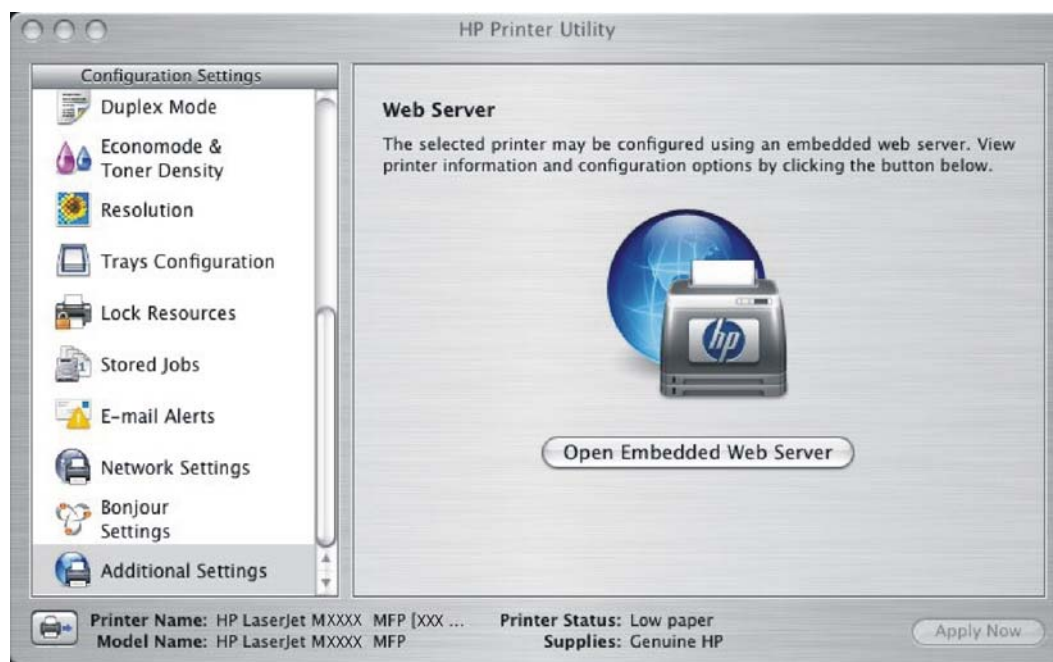 HP Printer Utility
Configuration Settings
Duplex Mode
Economode &
Toner Density
Resolution
Trays Configuration
Lock Resources
Stored Jobs
E-mail Alerts
Network Settings
Bonjour
Settings
Additional Settings
Web Server
The selected printer may be configured using an embedded web server. View
printer information and configuration options by clicking the button below.
hp
Open Embedded Web Server
Printer Name: HP LaserJet MXXXX MFP [XXX ...
Model Name: HP LaserJet MXXXX MFP
Printer Status: Low paper
Supplies: Genuine HP
Apply Now